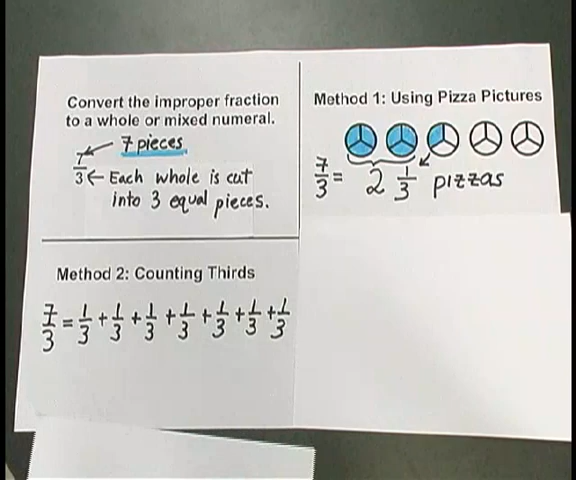 Convert the improper fraction
to a whole or mixed numeral.
7 pieces
7/3 ← Each whole is cut
into 3 equal pieces.
Method 1: Using Pizza Pictures
7/3 = 2 1/3 pizzas
Method 2: Counting Thirds
7/3 = 1/3 + 1/3 + 1/3 + 1/3 + 1/3 + 1/3 + 1/3